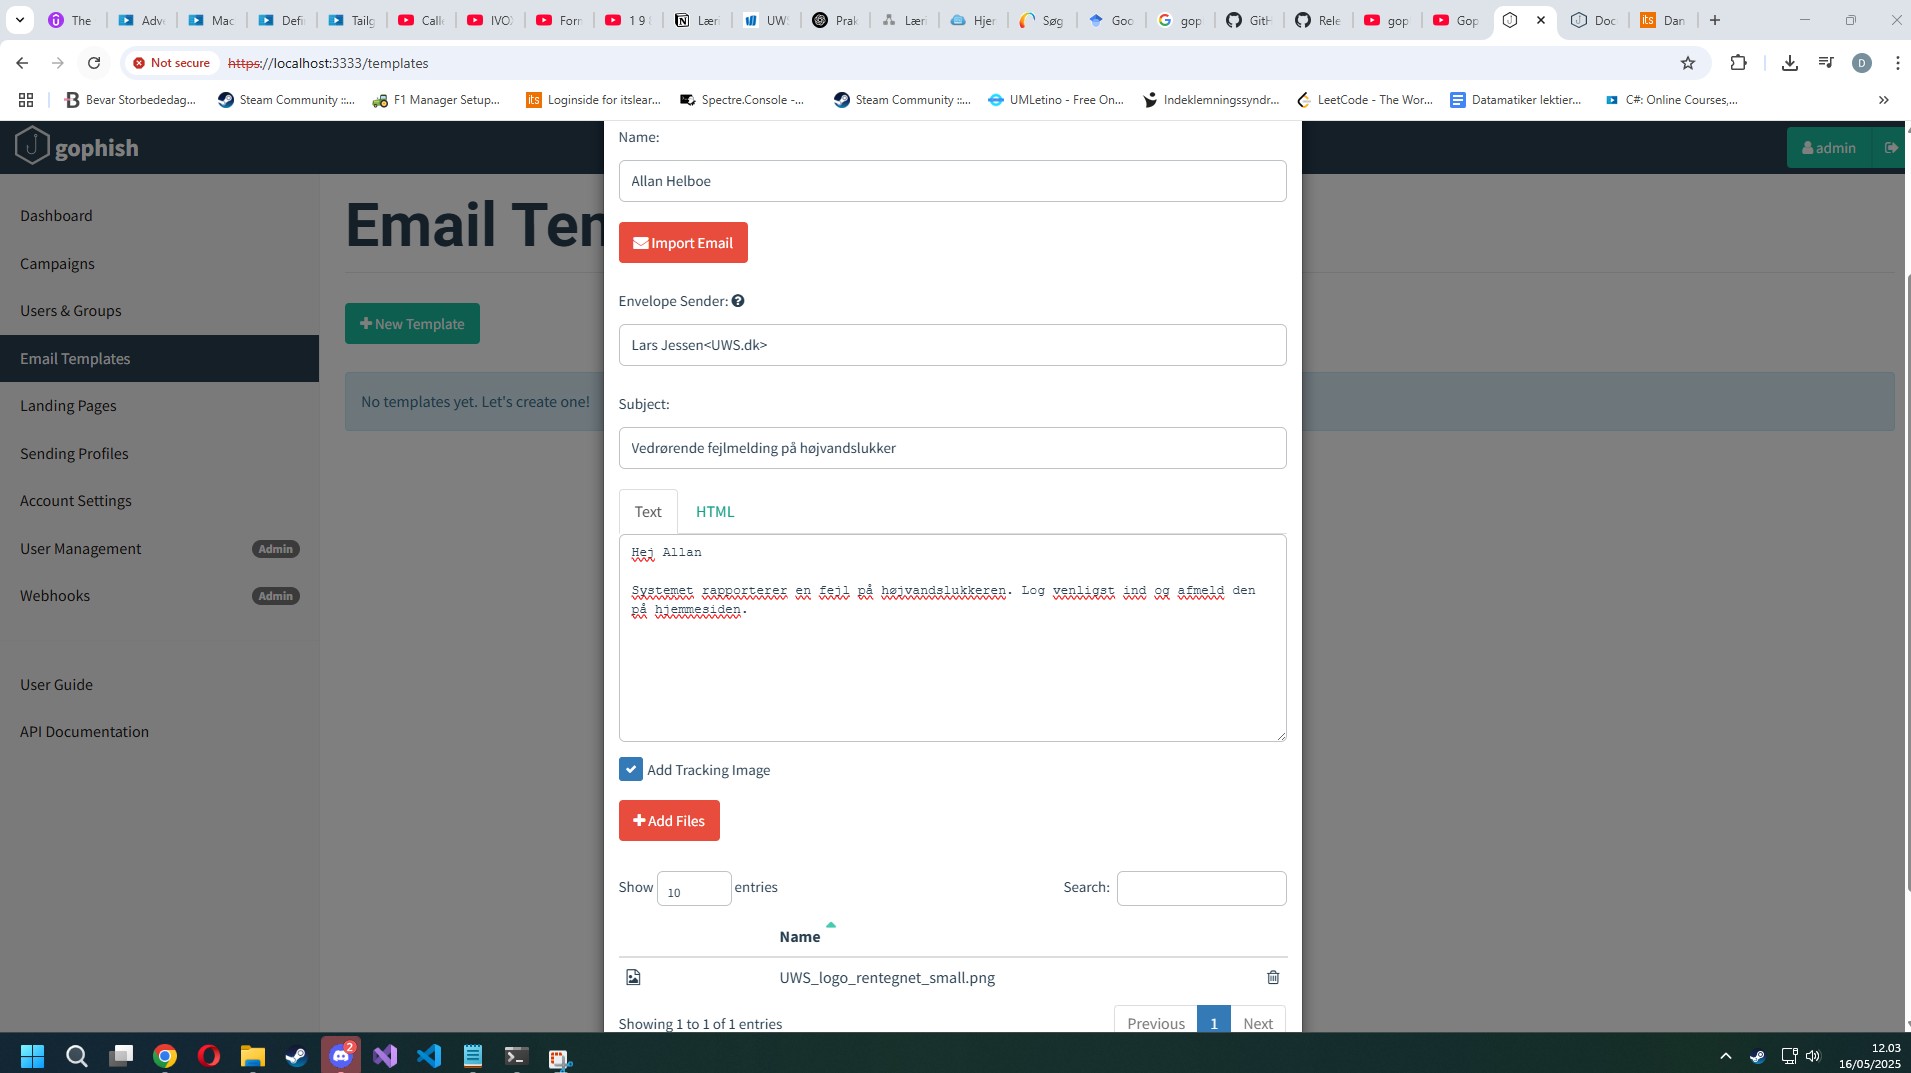 The
Adv
Mac
Defi
Tailg
Call
IVO
Forr
1 9
Læri
UWS
Prak
Læri
Hjer
Søg
Goo
gop
GitH
Rele
gop
Gop
Doc
Dan
Not secure
https://localhost:3333/templates
D
Bevar Storbededag...
Steam Community ::...
F1 Manager Setup...
its
Loginside for itslear...
Spectre.Console -...
Steam Community ::...
UMLetino - Free On...
Indeklemningssyndr...
LeetCode - The Wor...
Datamatiker lektier...
C#: Online Courses,...
gophish
admin
Dashboard
Campaigns
Users & Groups
Email Templates
Landing Pages
Sending Profiles
Account Settings
User Management Admin
Webhooks Admin
User Guide
API Documentation
Email Tem
New Template
No templates yet. Let's create one!
Name:
Allan Helboe
Import Email
Envelope Sender:
Lars Jessen<UWS.dk>
Subject:
Vedrørende fejlmelding på højvandslukker
Text HTML
Hej Allan
Systemet rapporterer en fejl på højvandslukkeren. Log venligst ind og afmeld den
på hjemmesiden.
Add Tracking Image
Add Files
Show 10 entries
Search:
Name
UWS_logo_rentegnet_small.png
Showing 1 to 1 of 1 entries
Previous 1 Next
2
12.03
16/05/2025